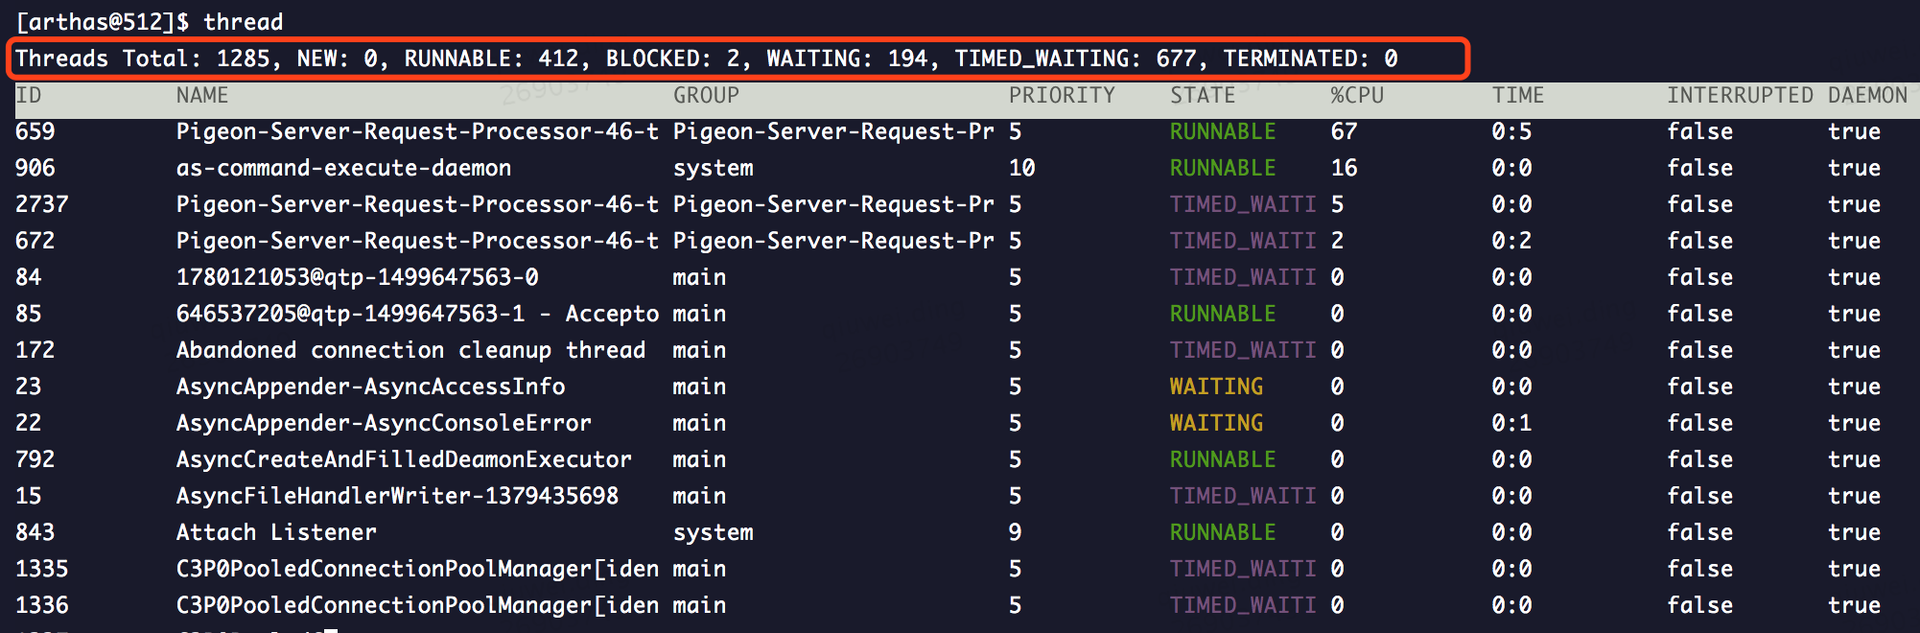 [arthas@512]$ thread
Threads Total: 1285, NEW: 0, RUNNABLE: 412, BLOCKED: 2, WAITING: 194, TIMED_WAITING: 677, TERMINATED: 0
ID NAME GROUP PRIORITY STATE %CPU TIME INTERRUPTED DAEMON
659 Pigeon-Server-Request-Processor-46-t Pigeon-Server-Request-Pr 5 RUNNABLE 67 0:5 false true
906 as-command-execute-daemon system 10 RUNNABLE 16 0:0 false true
2737 Pigeon-Server-Request-Processor-46-t Pigeon-Server-Request-Pr 5 TIMED_WAITI 5 0:0 false true
672 Pigeon-Server-Request-Processor-46-t Pigeon-Server-Request-Pr 5 TIMED_WAITI 2 0:2 false true
84 1780121053@qtp-1499647563-0 main 5 TIMED_WAITI 0 0:0 false true
85 646537205@qtp-1499647563-1 - Accepto main 5 RUNNABLE 0 0:0 false true
172 Abandoned connection cleanup thread main 5 TIMED_WAITI 0 0:0 false true
23 AsyncAppender-AsyncAccessInfo main 5 WAITING 0 0:0 false true
22 AsyncAppender-AsyncConsoleError main 5 WAITING 0 0:1 false true
792 AsyncCreateAndFilledDeamonExecutor main 5 RUNNABLE 0 0:0 false true
15 AsyncFileHandlerWriter-1379435698 main 5 TIMED_WAITI 0 0:0 false true
843 Attach Listener system 9 RUNNABLE 0 0:0 false true
1335 C3P0PooledConnectionPoolManager[iden main 5 TIMED_WAITI 0 0:0 false true
1336 C3P0PooledConnectionPoolManager[iden main 5 TIMED_WAITI 0 0:0 false true